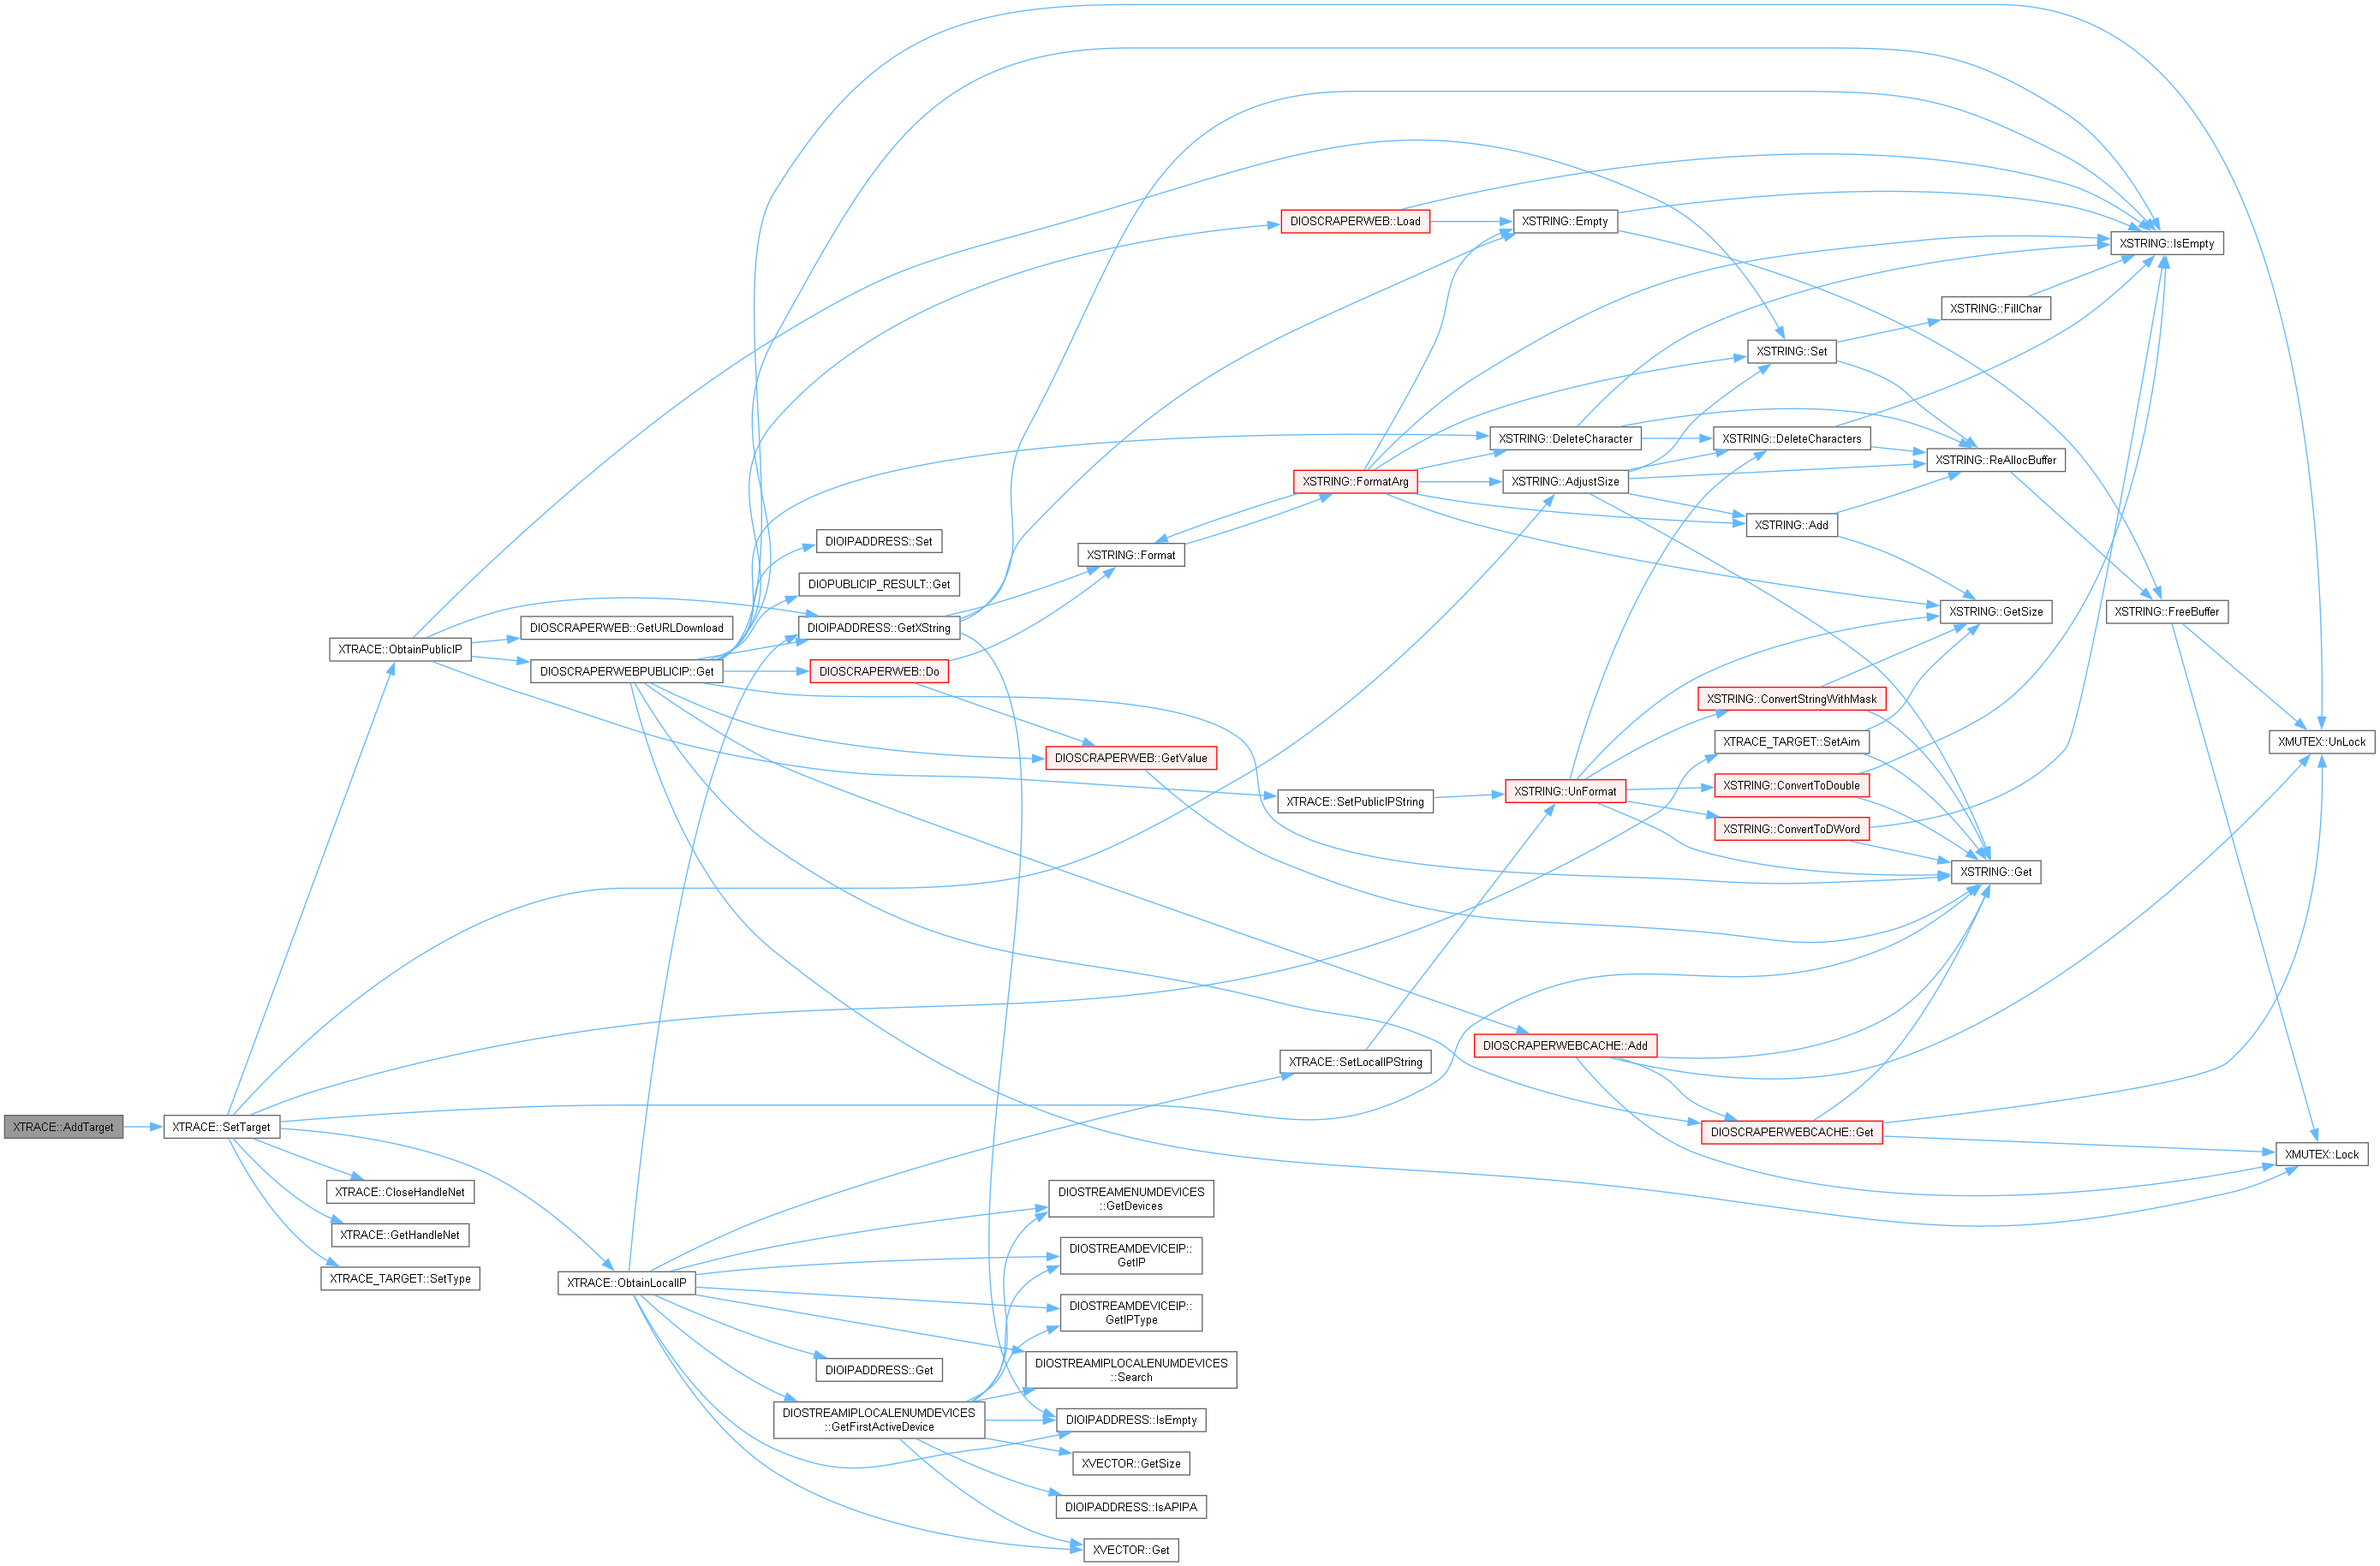 XTRACE::AddTarget
XTRACE::SetTarget
XTRACE::ObtainPublicIP
XTRACE::CloseHandleNet
XTRACE::GetHandleNet
XTRACE_TARGET::SetType
DIOSCRAPERWEB::GetURLDownload
DIOSCRAPERWEBPUBLICIP::Get
XTRACE::ObtainLocalIP
DIOIPADDRESS::Set
DIOPUBLICIP_RESULT::Get
DIOIPADDRESS::GetXString
DIOSCRAPERWEB::Do
DIOIPADDRESS::Get
DIOSTREAMIPLOCALENUMDEVICES
::GetFirstActiveDevice
XSTRING::Format
DIOSCRAPERWEB::GetValue
DIOSTREAMENUMDEVICES
::GetDevices
DIOSTREAMDEVICEIP::
GetIP
DIOSTREAMDEVICEIP::
GetIPType
DIOSTREAMIPLOCALENUMDEVICES
::Search
DIOIPADDRESS::IsEmpty
XVECTOR::GetSize
DIOIPADDRESS::IsAPIPA
XVECTOR::Get
DIOSCRAPERWEB::Load
XSTRING::FormatArg
XTRACE::SetPublicIPString
XTRACE::SetLocalIPString
XSTRING::Empty
XSTRING::DeleteCharacter
XSTRING::AdjustSize
XSTRING::UnFormat
DIOSCRAPERWEBCACHE::Add
XSTRING::Set
XSTRING::DeleteCharacters
XSTRING::Add
XSTRING::ConvertStringWithMask
XTRACE_TARGET::SetAim
XSTRING::ConvertToDouble
XSTRING::ConvertToDWord
DIOSCRAPERWEBCACHE::Get
XSTRING::FillChar
XSTRING::ReAllocBuffer
XSTRING::GetSize
XSTRING::Get
XSTRING::IsEmpty
XSTRING::FreeBuffer
XMUTEX::UnLock
XMUTEX::Lock